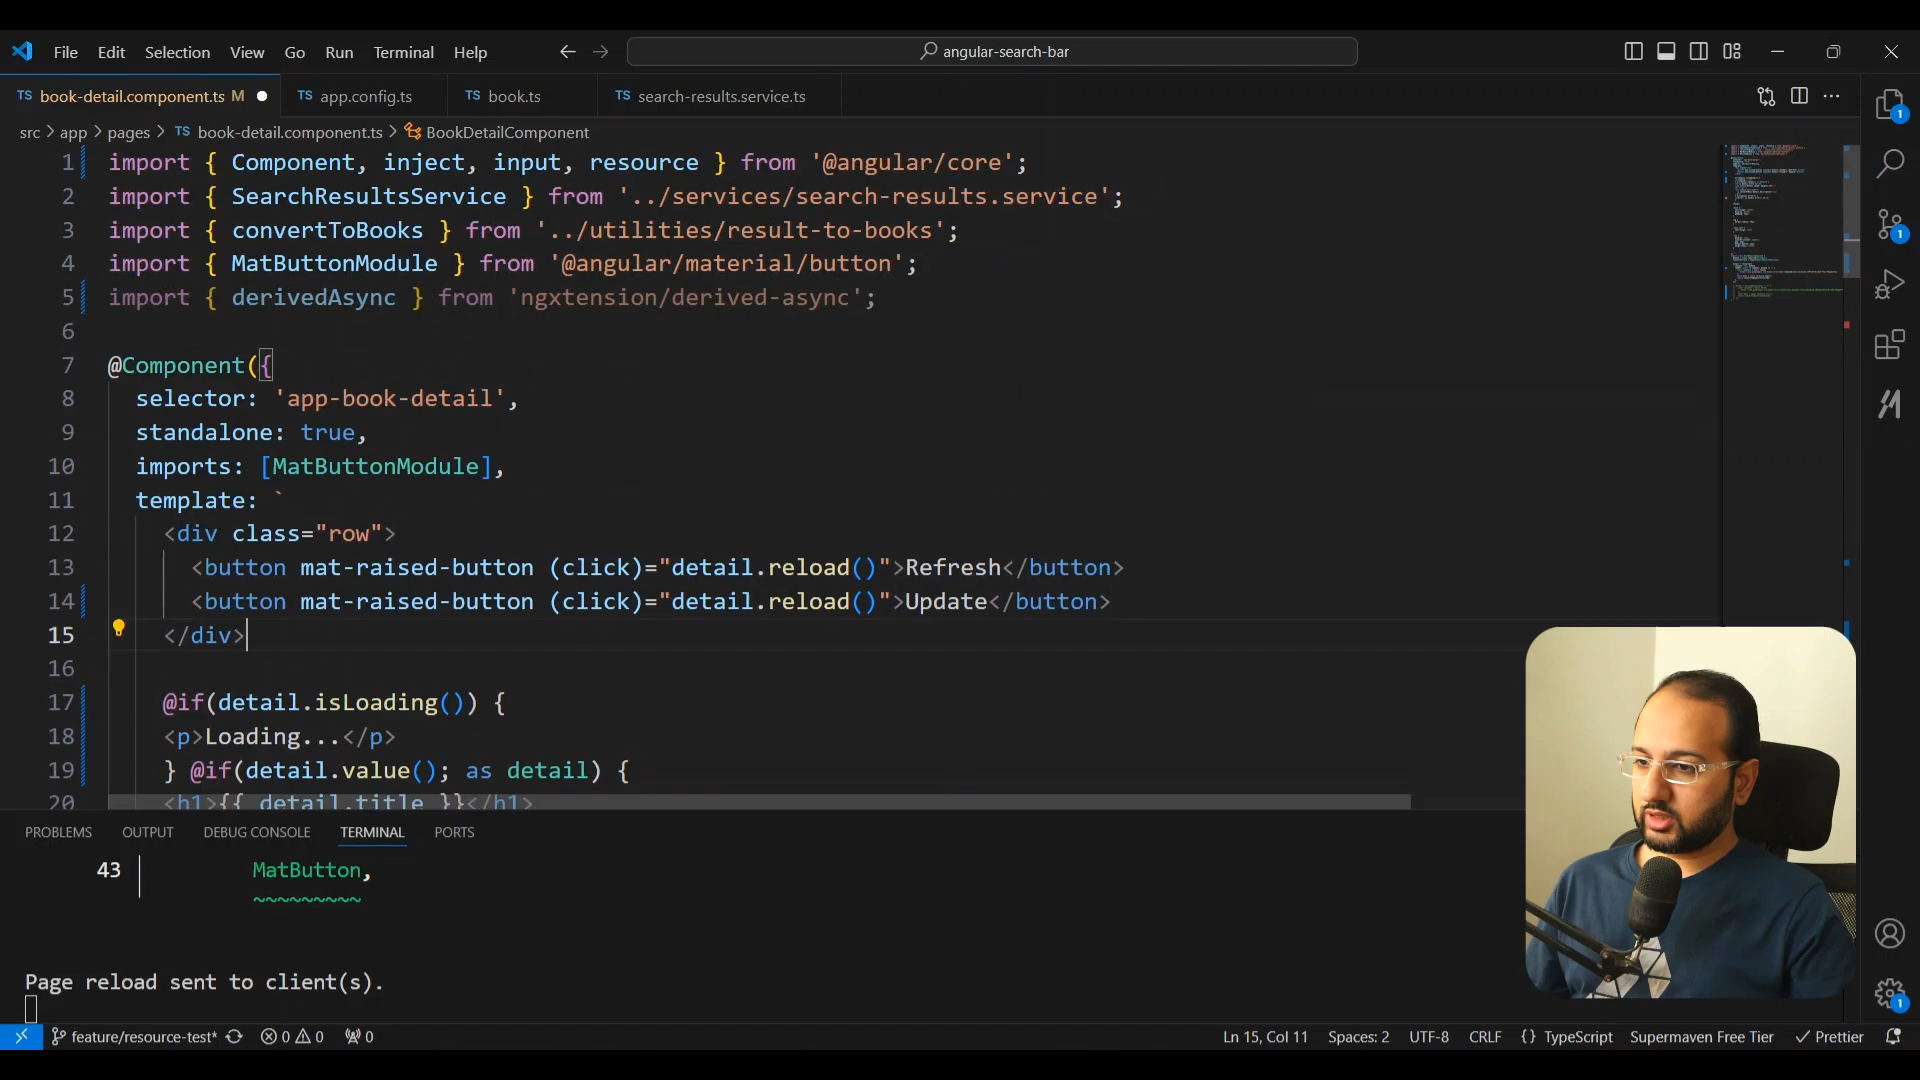 File Edit Selection View Go Run Terminal Help angular-search-bar
TS book-detail.component.ts M TS app.config.ts TS book.ts TS search-results.service.ts
src > app > pages > TS book-detail.component.ts > BookDetailComponent
1 import { Component, inject, input, resource } from '@angular/core';
2 import { SearchResultsService } from '../services/search-results.service';
3 import { convertToBooks } from '../utilities/result-to-books';
4 import { MatButtonModule } from '@angular/material/button';
5 import { derivedAsync } from 'ngxtension/derived-async';
6
7 @Component({
8 selector: 'app-book-detail',
9 standalone: true,
10 imports: [MatButtonModule],
11 template: `
12 <div class="row">
13 <button mat-raised-button (click)="detail.reload()">Refresh</button>
14 <button mat-raised-button (click)="detail.reload()">Update</button>
15 </div>
16
17 @if(detail.isLoading()) {
18 <p>Loading...</p>
19 } @if(detail.value(); as detail) {
20 <h1>{{ detail.title }}</h1>
PROBLEMS OUTPUT DEBUG CONSOLE TERMINAL PORTS
43 MatButton,
~~~~~~~~~
Page reload sent to client(s).
feature/resource-test* 0 0 0 Ln 15, Col 11 Spaces: 2 UTF-8 CRLF {} TypeScript Supermaven Free Tier Prettier
1
1
1